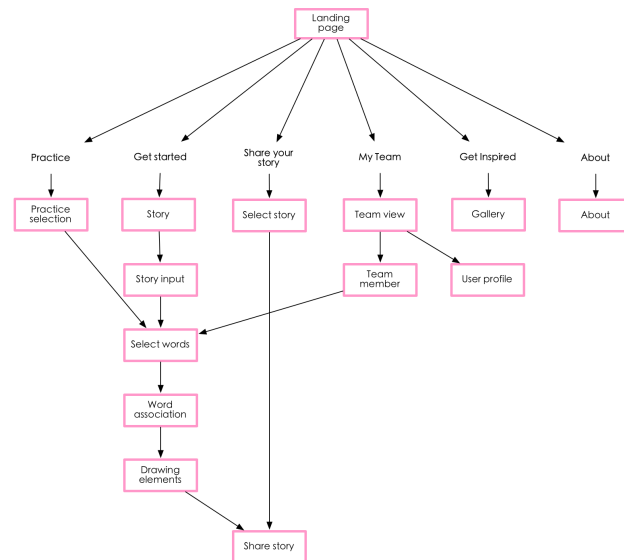 Landing
page
Practice
Get started
Share your
story
My Team
Get Inspired
About
Practice
selection
Story
Select story
Team view
Gallery
About
Story input
Team
member
User profile
Select words
Word
association
Drawing
elements
Share story